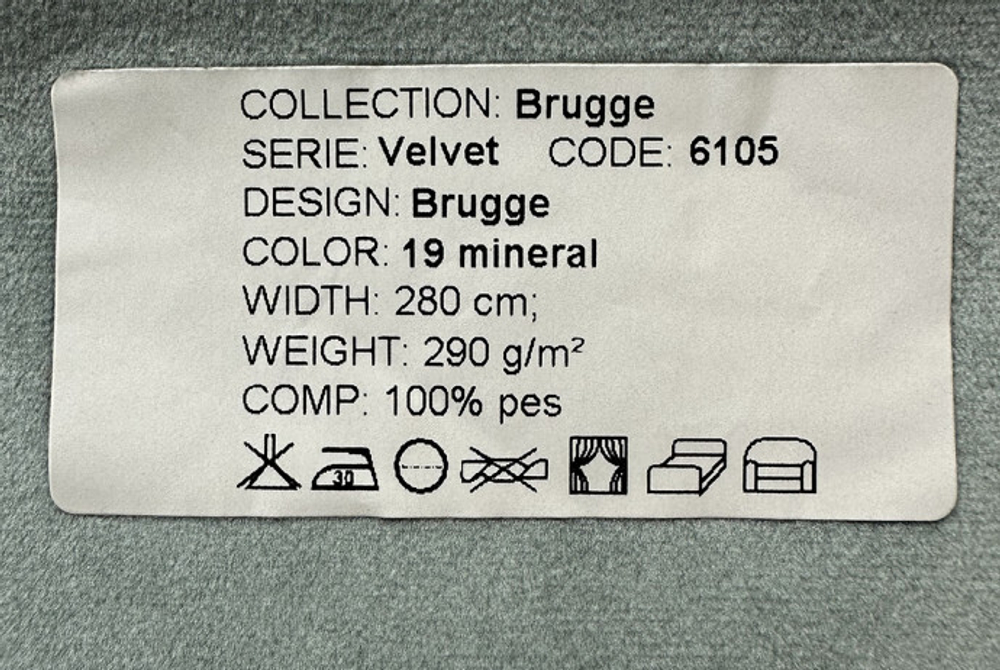 COLLECTION: Brugge
SERIE: Velvet CODE: 6105
DESIGN: Brugge
COLOR: 19 mineral
WIDTH: 280 cm;
WEIGHT: 290 g/m²
COMP: 100% pes
30